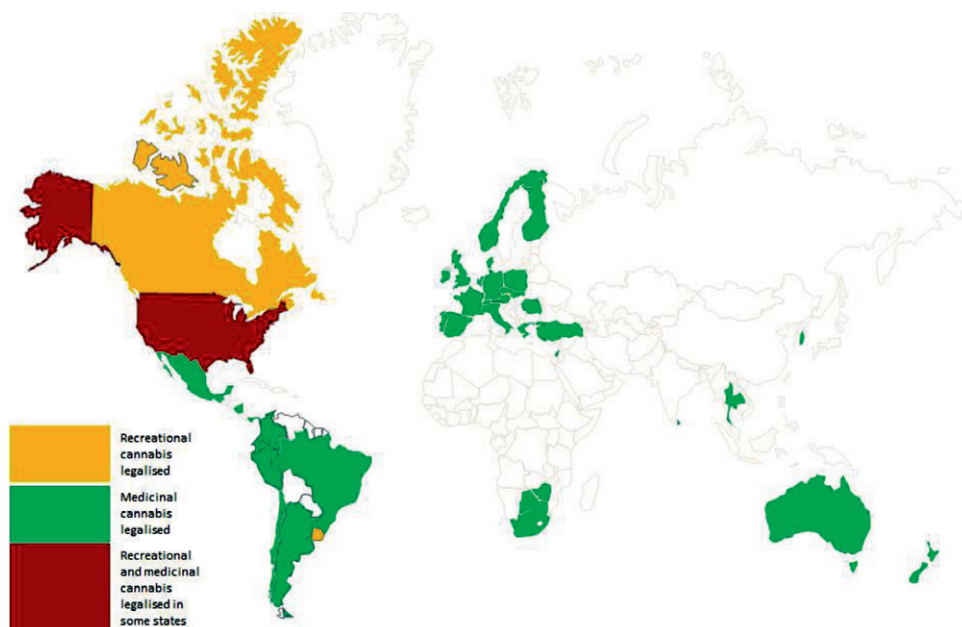 Recreational
cannabis
legalised
Medicinal
cannabis
legalised
Recreational
and medicinal
cannabis
legalised in
some states